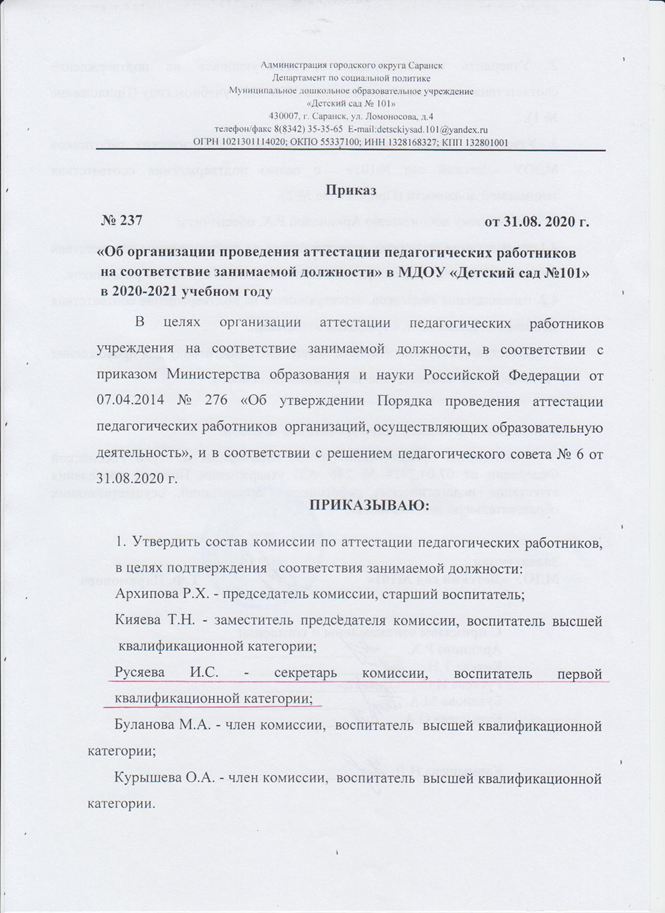 Администрация городского округа Саранск
Департамент по социальной политике
Муниципальное дошкольное образовательное учреждение
«Детский сад № 101»
430007, г. Саранск, ул. Ломоносова, д.4
телефон/факс 8(8342) 35-35-65 E-mail:detsckiysad.101@yandex.ru
ОГРН 1021301114020; ОКПО 55337100; ИНН 1328168327; КПП 132801001
Приказ
№ 237 от 31.08. 2020 г.
«Об организации проведения аттестации педагогических работников
на соответствие занимаемой должности» в МДОУ «Детский сад №101»
в 2020-2021 учебном году
В целях организации аттестации педагогических работников
учреждения на соответствие занимаемой должности, в соответствии с
приказом Министерства образования и науки Российской Федерации от
07.04.2014 № 276 «Об утверждении Порядка проведения аттестации
педагогических работников организаций, осуществляющих образовательную
деятельность», и в соответствии с решением педагогического совета № 6 от
31.08.2020 г.
ПРИКАЗЫВАЮ:
1. Утвердить состав комиссии по аттестации педагогических работников,
в целях подтверждения соответствия занимаемой должности:
Архипова Р.Х. - председатель комиссии, старший воспитатель;
Кияева Т.Н. - заместитель председателя комиссии, воспитатель высшей
квалификационной категории;
Русяева И.С. - секретарь комиссии, воспитатель первой
квалификационной категории;
Буланова М.А. - член комиссии, воспитатель высшей квалификационной
категории;
Курышева О.А. - член комиссии, воспитатель высшей квалификационной
категории.